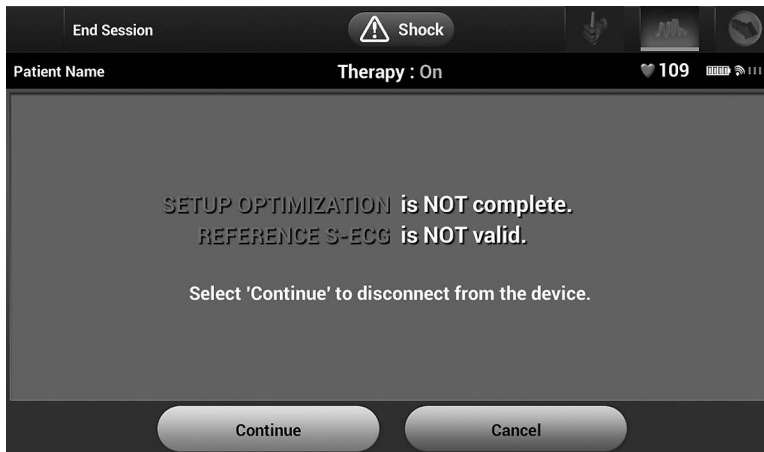 End Session
Shock
Patient Name
Therapy : On
109
SETUP OPTIMIZATION is NOT complete.
REFERENCE S-ECG is NOT valid.
Select 'Continue' to disconnect from the device.
Continue
Cancel